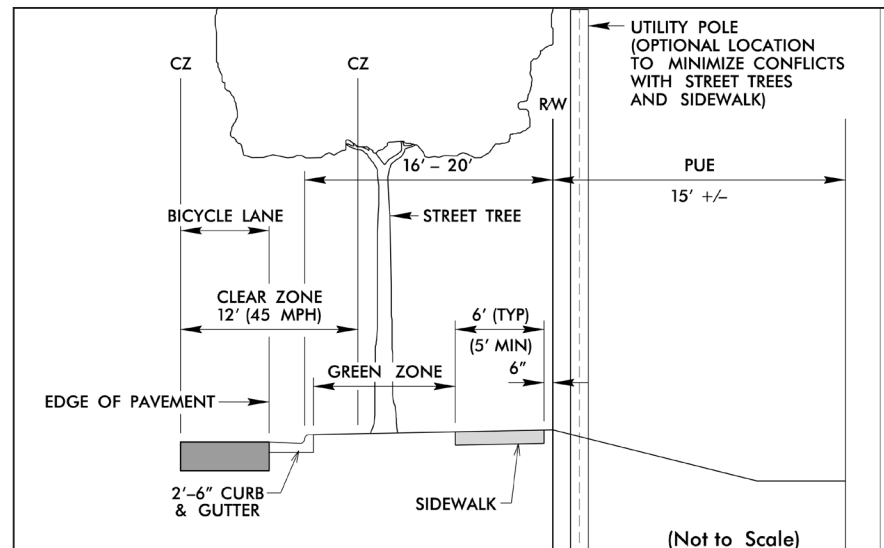 UTILITY POLE
(OPTIONAL LOCATION
TO MINIMIZE CONFLICTS
WITH STREET TREES
AND SIDEWALK)
CZ
CZ
R/W
16' – 20'
PUE
15' +/–
BICYCLE LANE
STREET TREE
CLEAR ZONE
12' (45 MPH)
6' (TYP)
(5' MIN)
GREEN ZONE
6"
EDGE OF PAVEMENT
2'–6" CURB
& GUTTER
SIDEWALK
(Not to Scale)